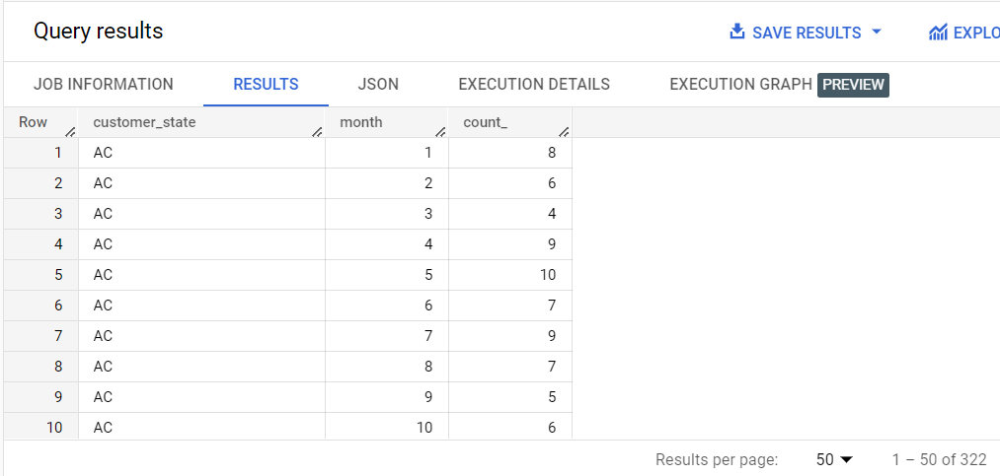 Query results SAVE RESULTS EXPLO
JOB INFORMATION RESULTS JSON EXECUTION DETAILS EXECUTION GRAPH PREVIEW
Row customer_state month count_
1 AC 1 8
2 AC 2 6
3 AC 3 4
4 AC 4 9
5 AC 5 10
6 AC 6 7
7 AC 7 9
8 AC 8 7
9 AC 9 5
10 AC 10 6
Results per page: 50 1 – 50 of 322